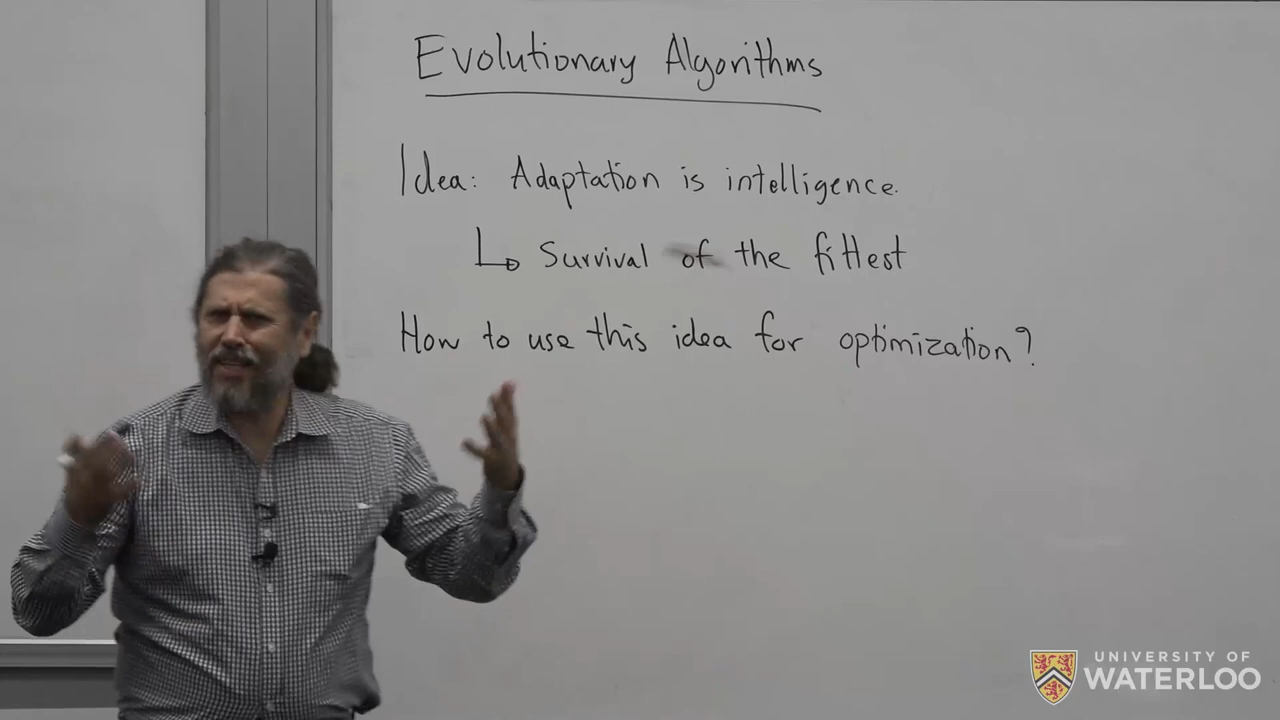 Evolutionary Algorithms
Idea: Adaptation is intelligence.
Survival of the fittest
How to use this idea for optimization?
UNIVERSITY OF
WATERLOO